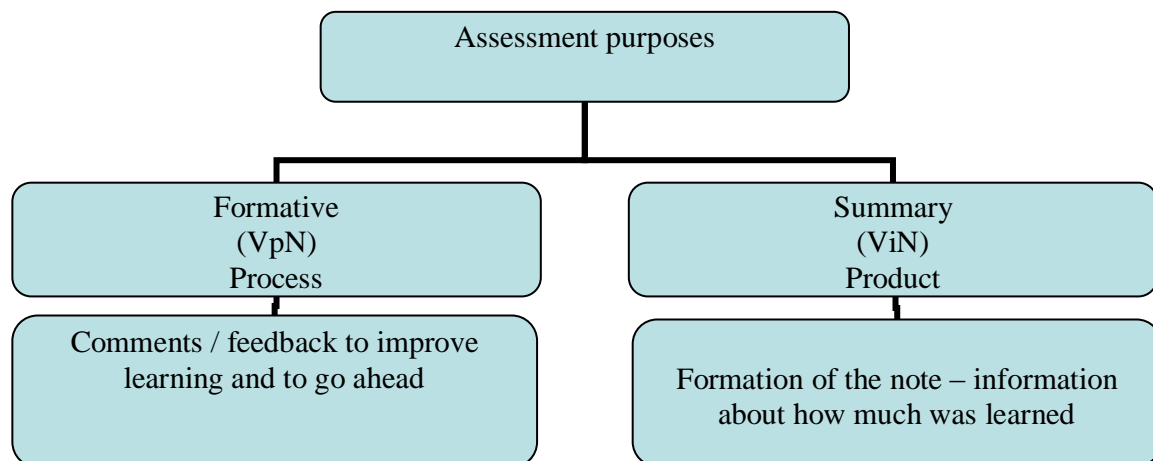 Assessment purposes
Formative
(VpN)
Process
Summary
(ViN)
Product
Comments / feedback to improve
learning and to go ahead
Formation of the note – information
about how much was learned